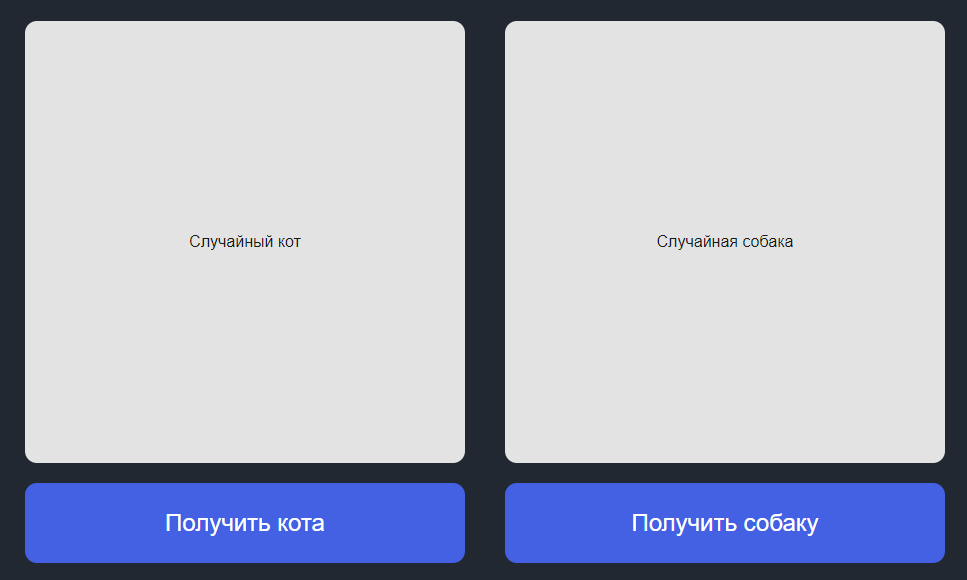 Случайный кот
Случайная собака
Получить кота
Получить собаку